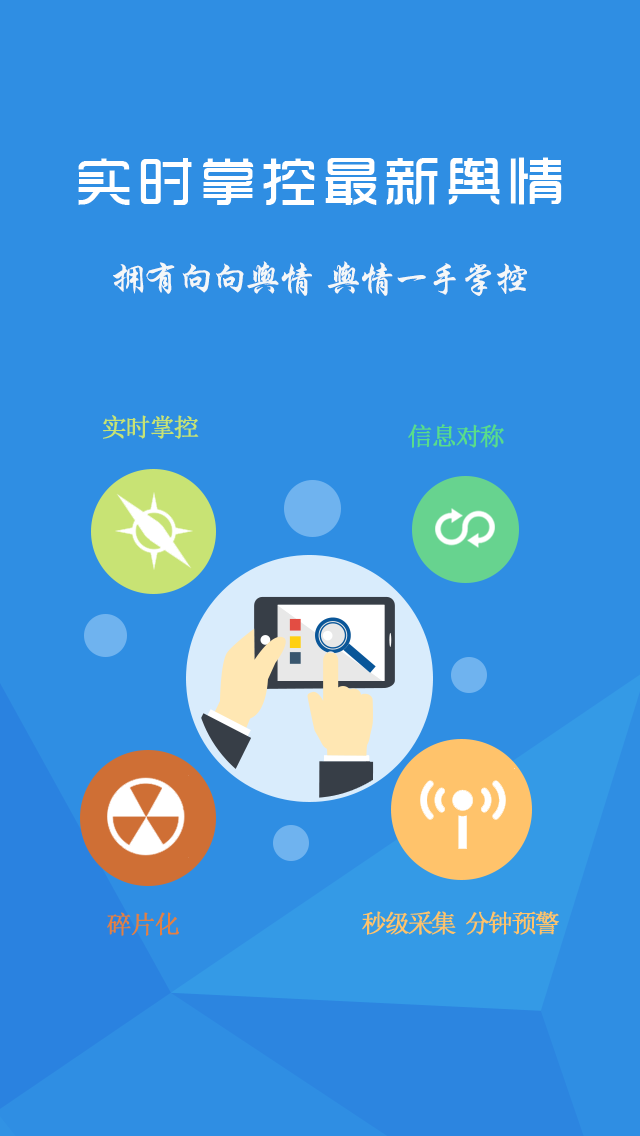 实时掌控最新舆情
拥有向向舆情 舆情一手掌控
实时掌控
信息对称
碎片化
秒级采集 分钟预警